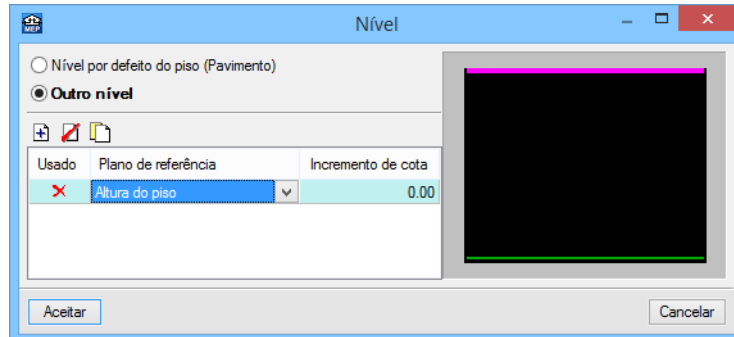 MEP
Nível
Nível por defeito do piso (Pavimento)
Outro nível
Usado Plano de referência Incremento de cota
Altura do piso 0.00
Aceitar Cancelar